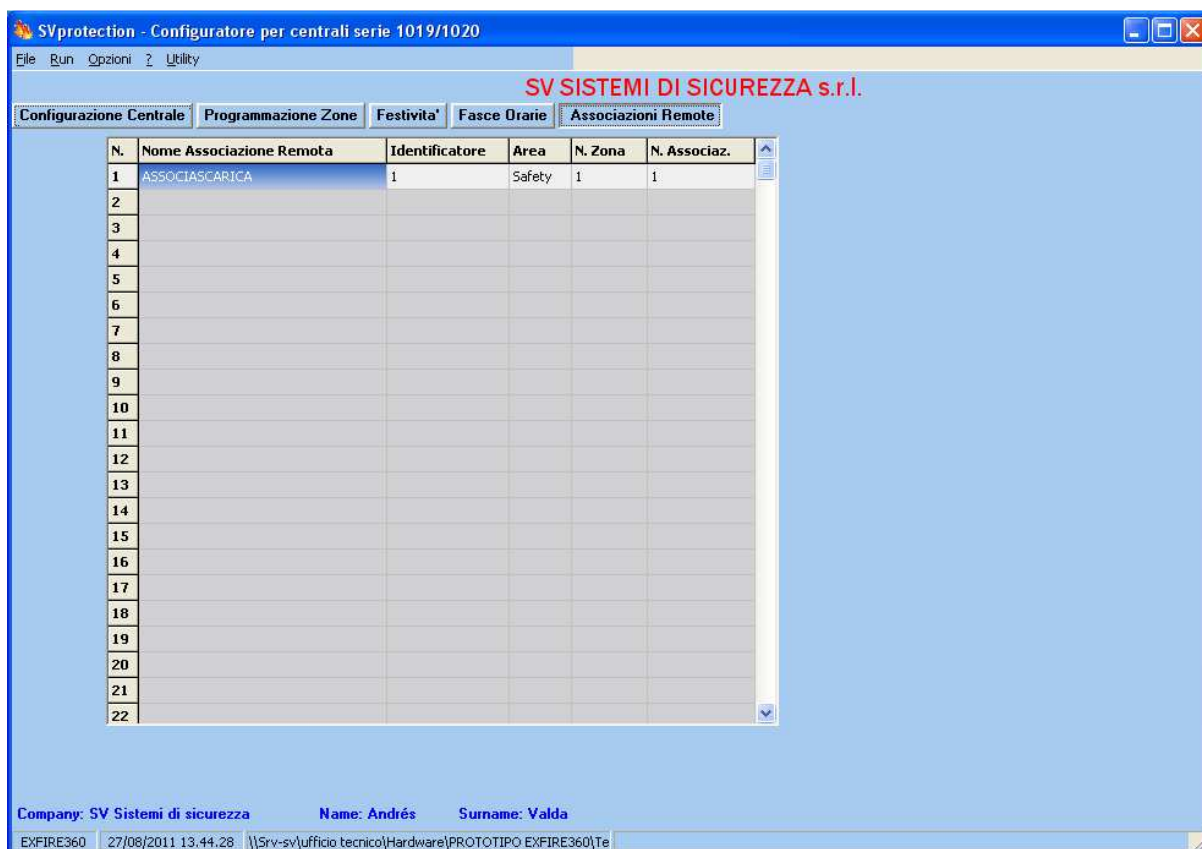 SVprotection - Configuratore per centrali serie 1019/1020
File Run Opzioni ? Utility
SV SISTEMI DI SICUREZZA s.r.l.
Configurazione Centrale Programmazione Zone Festivita' Fasce Orarie Associazioni Remote
N. Nome Associazione Remota Identificatore Area N. Zona N. Associaz.
1 ASSOCIASCARICA 1 Safety 1 1
2
3
4
5
6
7
8
9
10
11
12
13
14
15
16
17
18
19
20
21
22
Company: SV Sistemi di sicurezza Name: Andrés Surname: Valda
EXFIRE360 27/08/2011 13.44.28 \\Srv-sv\ufficio tecnico\Hardware\PROTOTIPO EXFIRE360\Te